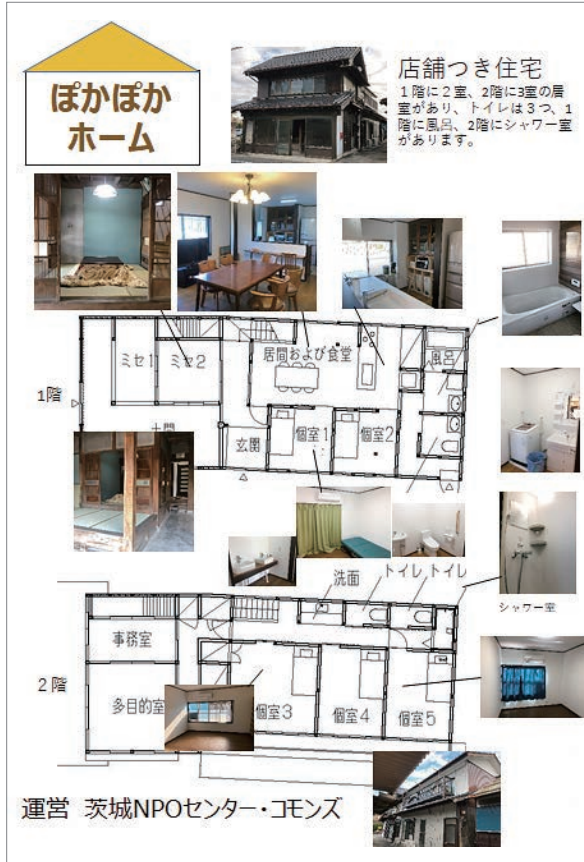 ぽかぽか
ホーム
店舗つき住宅
1階に2室、2階に3室の居
室があり、トイレは3つ、1
階に風呂、2階にシャワー室
があります。
1階
ミセ1
ミセ2
居間および食堂
風呂
土間
玄関
個室1
個室2
洗面
トイレ
トイレ
シャワー室
2階
事務室
多目的室
個室3
個室4
個室5
運営 茨城NPOセンター・コモンズ